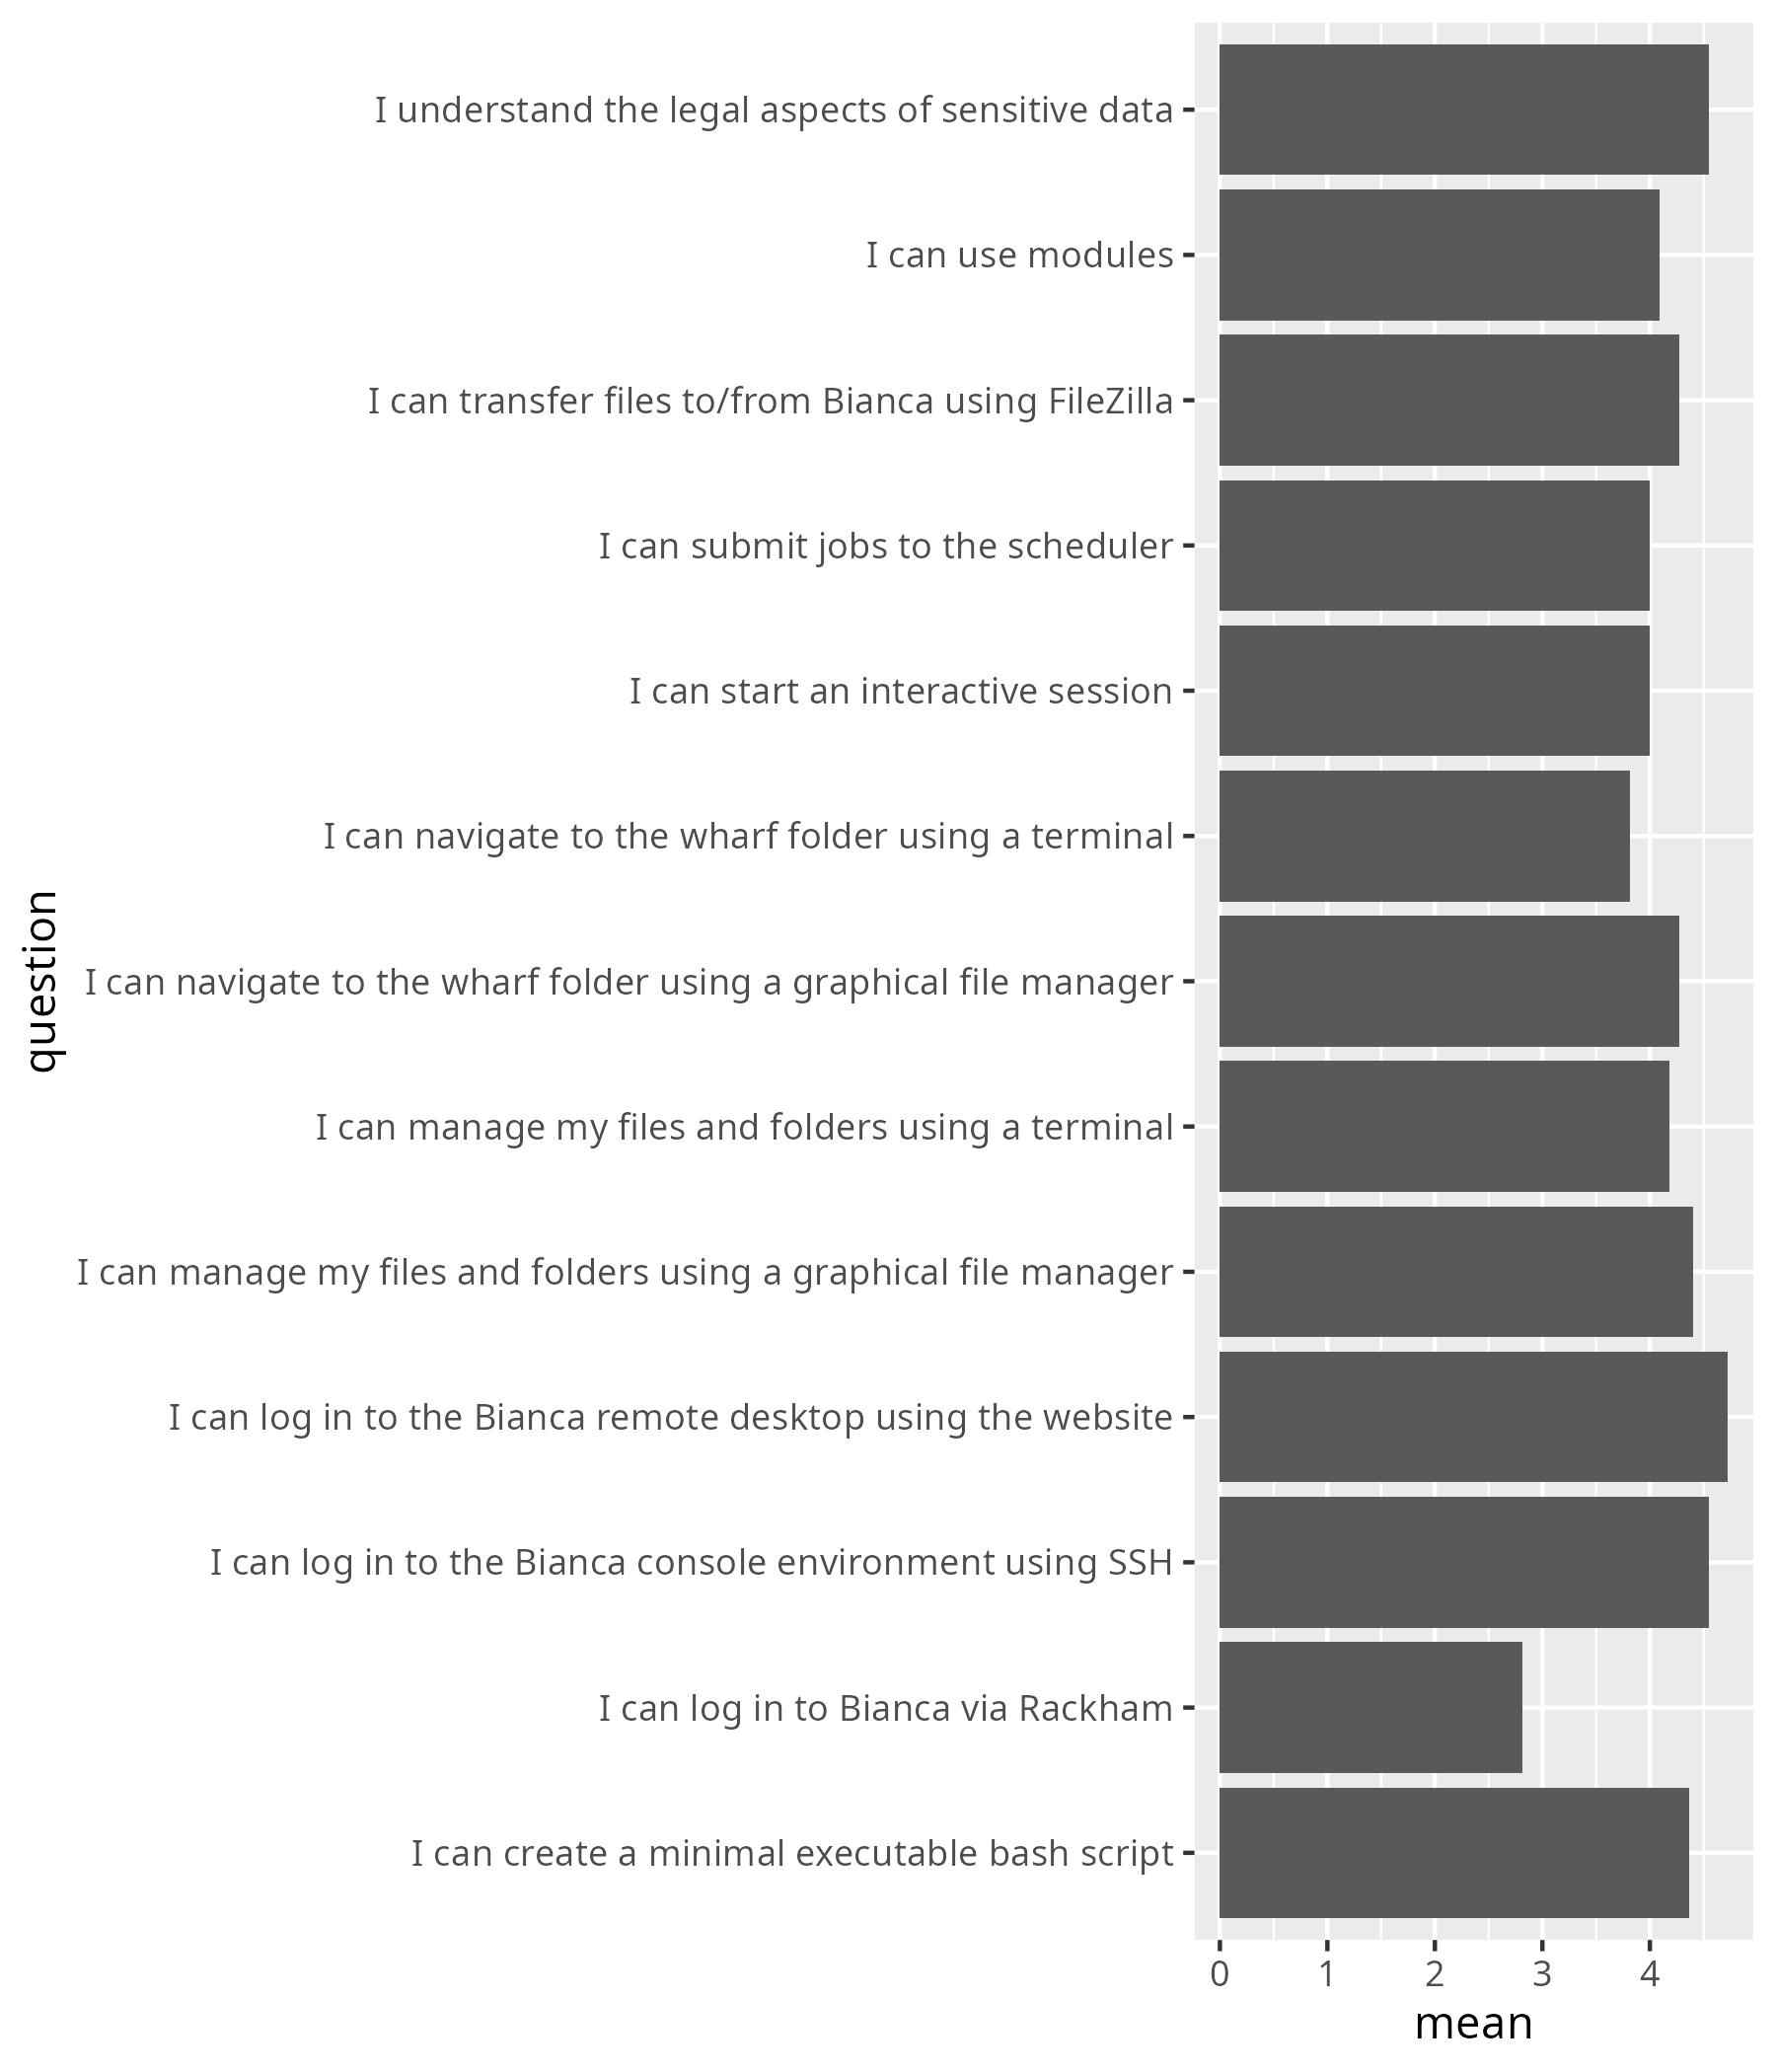 I understand the legal aspects of sensitive data
I can use modules
I can transfer files to/from Bianca using FileZilla
I can submit jobs to the scheduler
I can start an interactive session
I can navigate to the wharf folder using a terminal
I can navigate to the wharf folder using a graphical file manager
I can manage my files and folders using a terminal
I can manage my files and folders using a graphical file manager
I can log in to the Bianca remote desktop using the website
I can log in to the Bianca console environment using SSH
I can log in to Bianca via Rackham
I can create a minimal executable bash script
question
0 1 2 3 4
mean